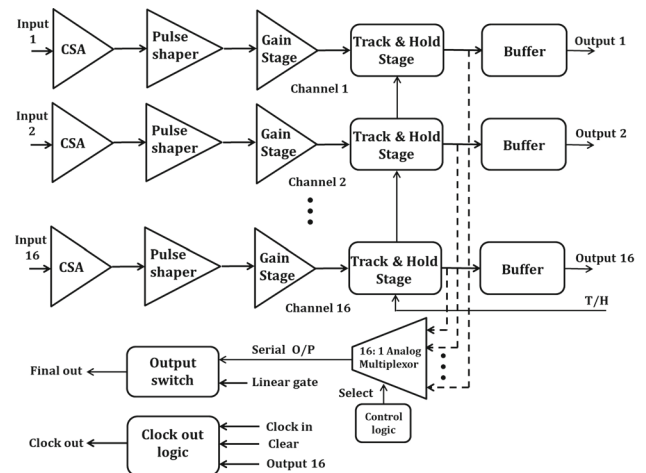 Input
1
CSA
Pulse
shaper
Gain
Stage
Track & Hold
Stage
Buffer
Output 1
Channel 1
Input
2
CSA
Pulse
shaper
Gain
Stage
Track & Hold
Stage
Buffer
Output 2
Channel 2
Input
16
CSA
Pulse
shaper
Gain
Stage
Track & Hold
Stage
Buffer
Output 16
Channel 16
T/H
Serial O/P
16: 1 Analog
Multiplexor
Final out
Output
switch
Linear gate
Select
Control
logic
Clock out
Clock out
logic
Clock in
Clear
Output 16